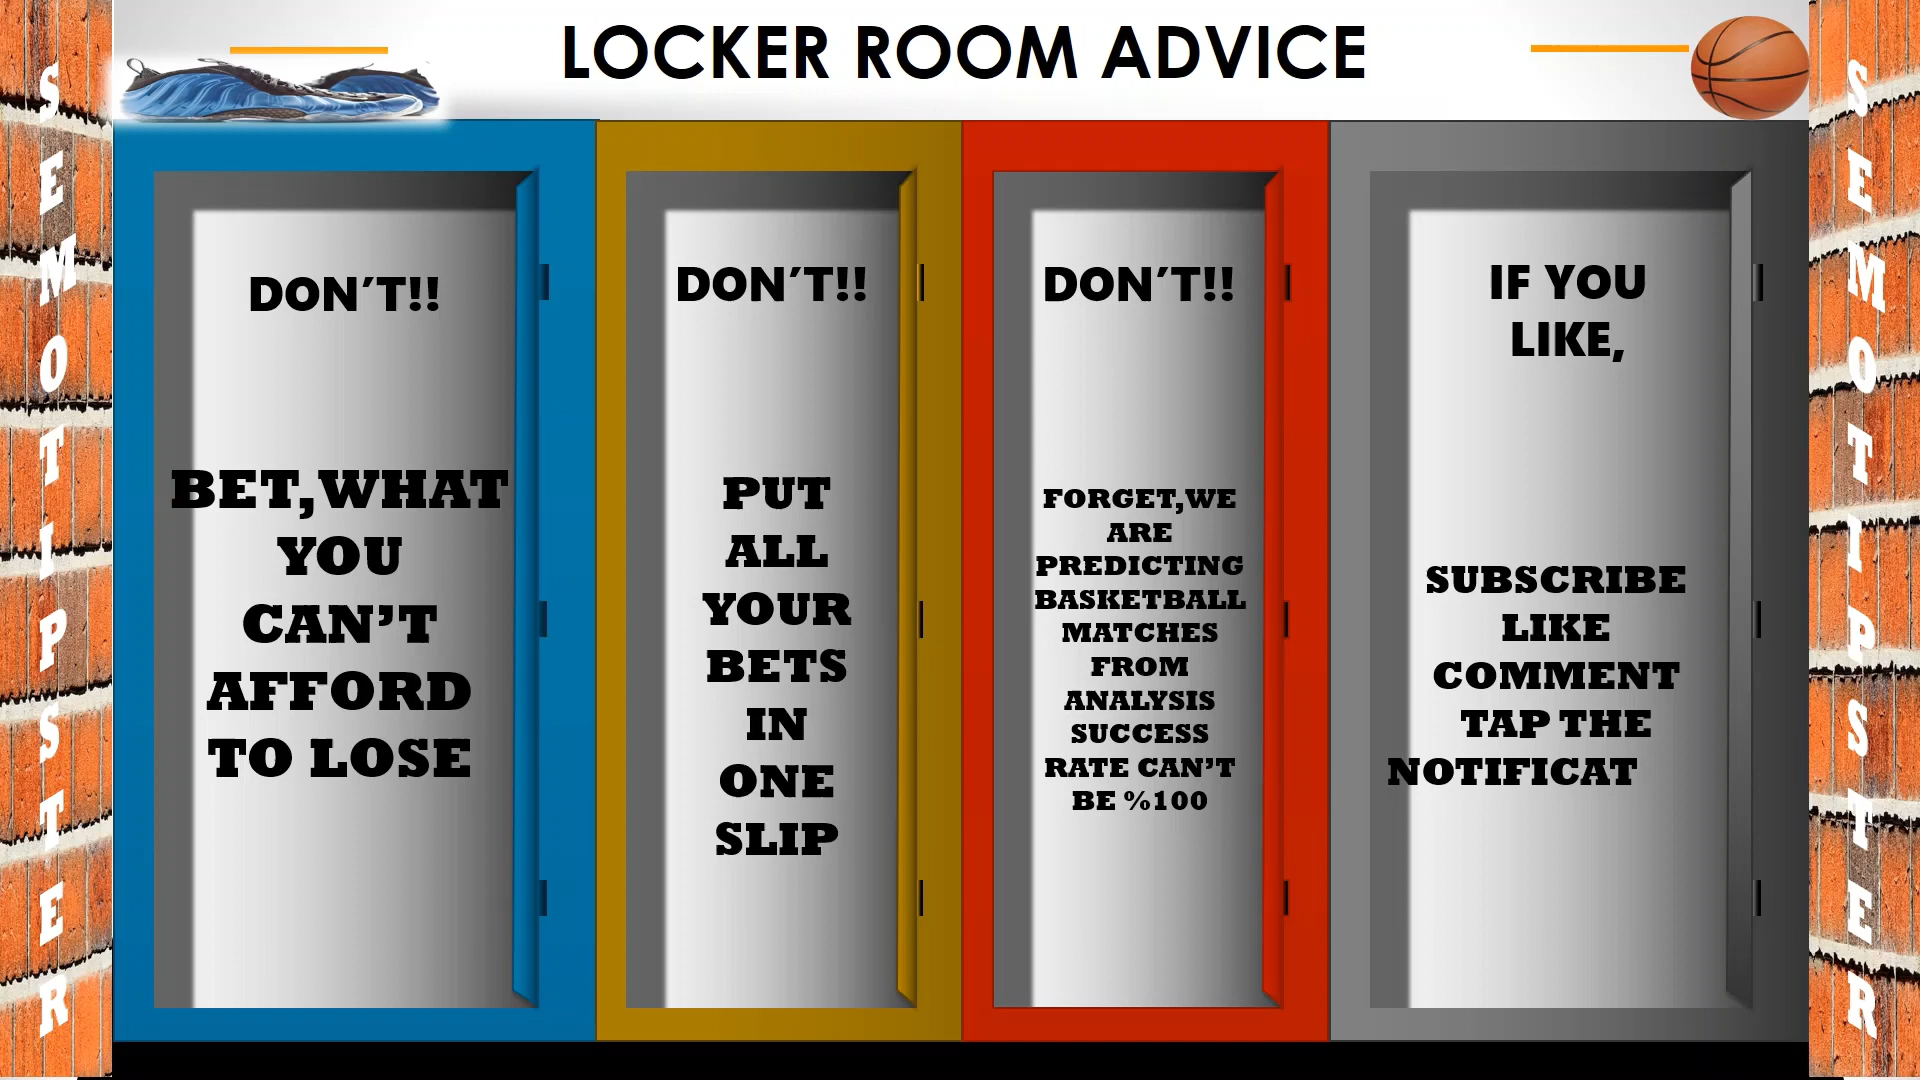 LOCKER ROOM ADVICE
SEMOTIPSTER
DON'T!!
BET,WHAT
YOU
CAN'T
AFFORD
TO LOSE
DON'T!!
PUT
ALL
YOUR
BETS
IN
ONE
SLIP
DON'T!!
FORGET,WE
ARE
PREDICTING
BASKETBALL
MATCHES
FROM
ANALYSIS
SUCCESS
RATE CAN'T
BE %100
IF YOU
LIKE,
SUBSCRIBE
LIKE
COMMENT
TAP THE
NOTIFICAT
SEMOTIPSTER